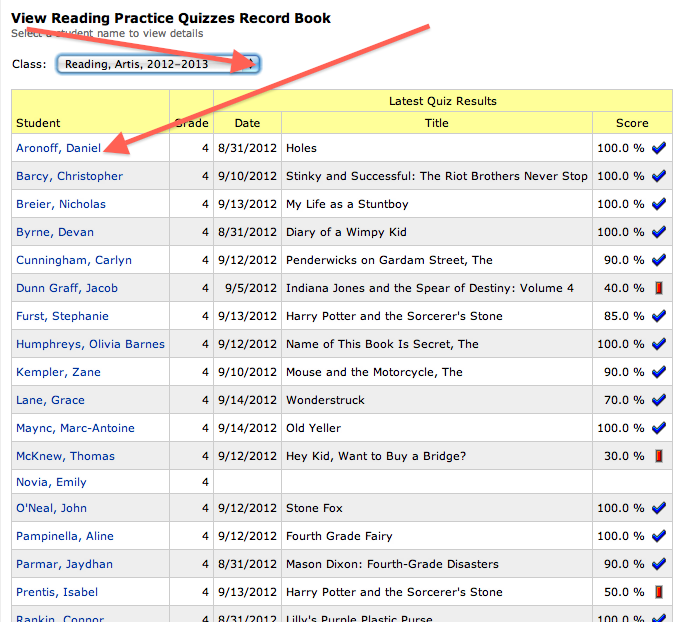 View Reading Practice Quizzes Record Book
Select a student name to view details
Class: Reading, Artis, 2012-2013
Latest Quiz Results
Student Grade Date Title Score
Aronoff, Daniel 4 8/31/2012 Holes 100.0 %
Barcy, Christopher 4 9/10/2012 Stinky and Successful: The Riot Brothers Never Stop 100.0 %
Breier, Nicholas 4 9/13/2012 My Life as a Stuntboy 100.0 %
Byrne, Devan 4 8/31/2012 Diary of a Wimpy Kid 100.0 %
Cunningham, Carlyn 4 9/12/2012 Penderwicks on Gardam Street, The 90.0 %
Dunn Graff, Jacob 4 9/5/2012 Indiana Jones and the Spear of Destiny: Volume 4 40.0 %
Furst, Stephanie 4 9/13/2012 Harry Potter and the Sorcerer's Stone 85.0 %
Humphreys, Olivia Barnes 4 9/12/2012 Name of This Book Is Secret, The 100.0 %
Kempler, Zane 4 9/10/2012 Mouse and the Motorcycle, The 90.0 %
Lane, Grace 4 9/14/2012 Wonderstruck 70.0 %
Maync, Marc-Antoine 4 9/14/2012 Old Yeller 100.0 %
McKnew, Thomas 4 9/12/2012 Hey Kid, Want to Buy a Bridge? 30.0 %
Novia, Emily 4
O'Neal, John 4 9/12/2012 Stone Fox 100.0 %
Pampinella, Aline 4 9/12/2012 Fourth Grade Fairy 100.0 %
Parmar, Jaydhan 4 8/31/2012 Mason Dixon: Fourth-Grade Disasters 90.0 %
Prentis, Isabel 4 9/13/2012 Harry Potter and the Sorcerer's Stone 50.0 %
Rankin, Connor 4 8/31/2012 Lilly's Purple Plastic Purse 100.0 %